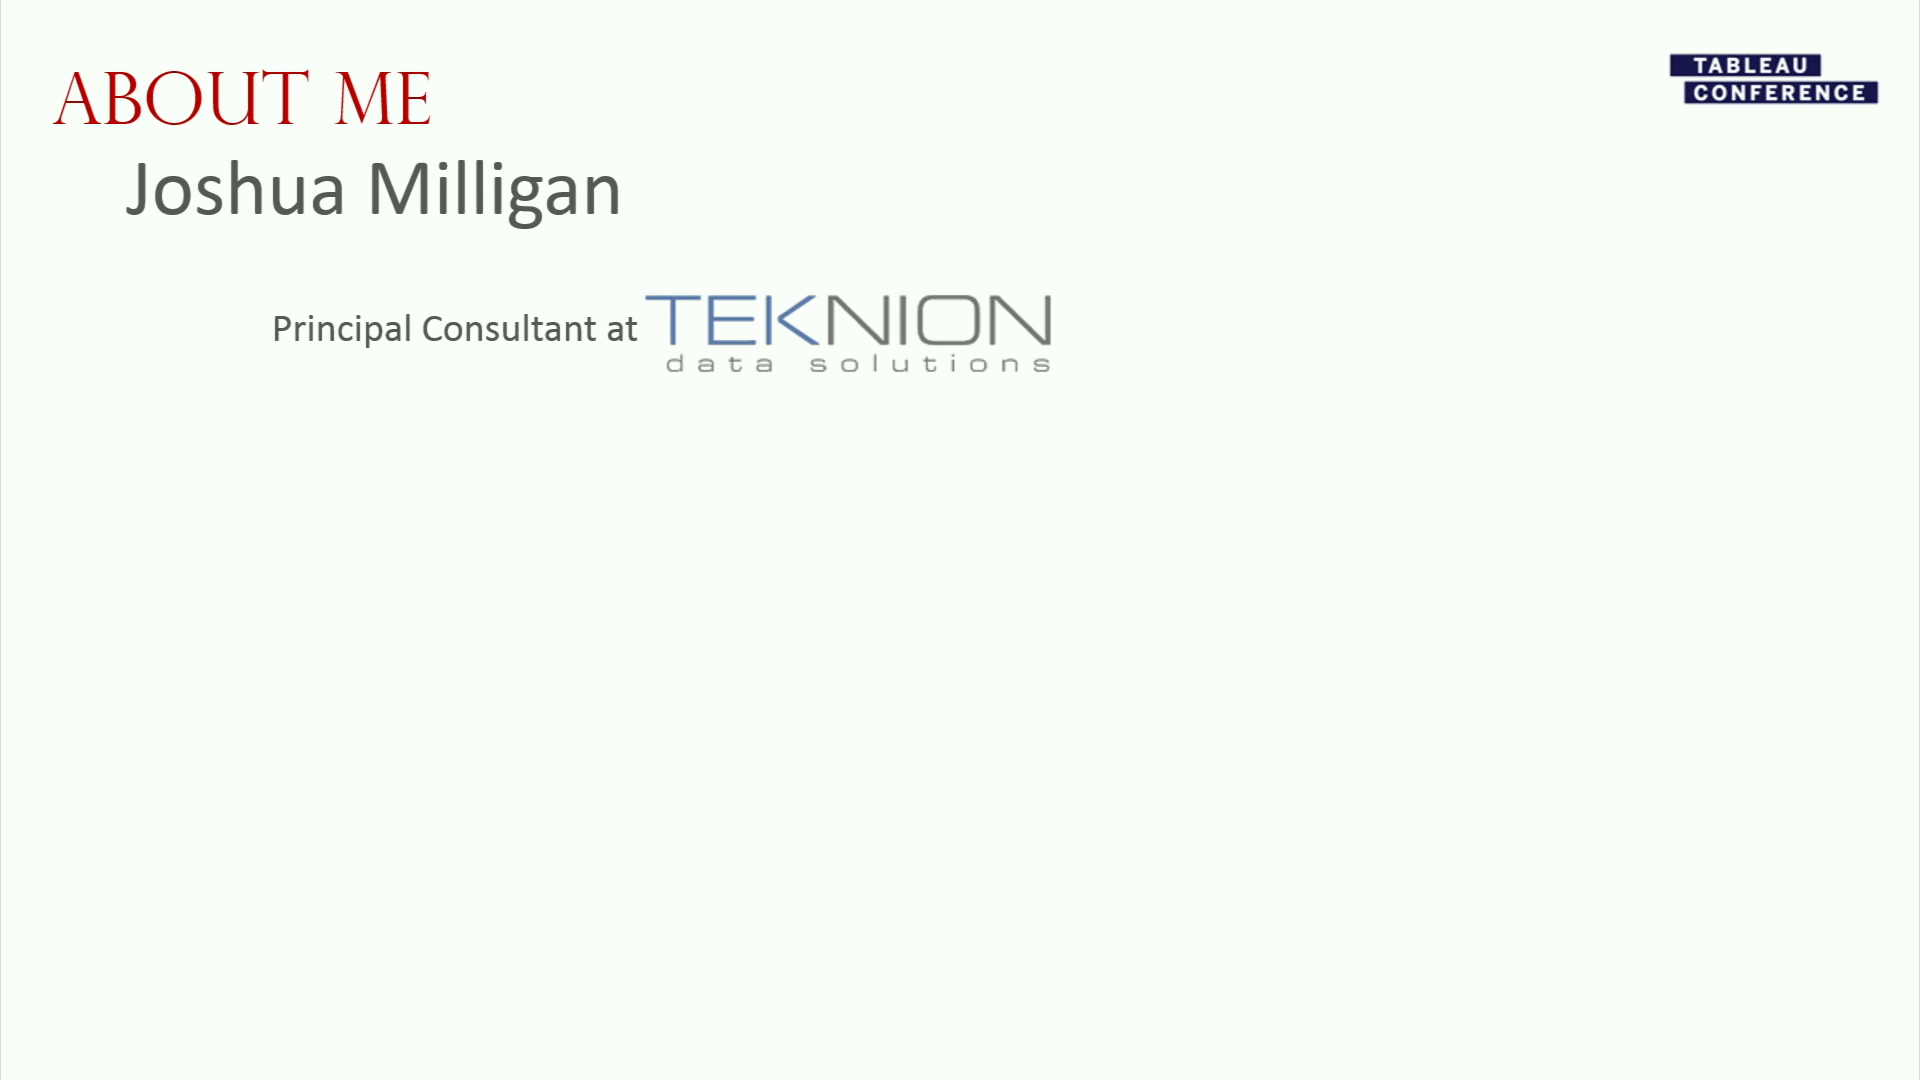 ABOUT ME
TABLEAU
CONFERENCE
Joshua Milligan
Principal Consultant at TEKNION
data solutions